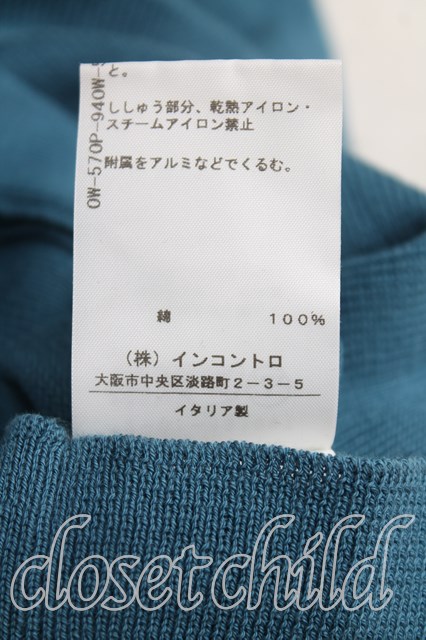 と。
ししゅう部分、乾熱アイロン・
スチームアイロン禁止
附属をアルミなどでくるむ。
OW-570P-940W-
綿 100%
(株) インコントロ
大阪市中央区淡路町2-3-5
イタリア製
closet child